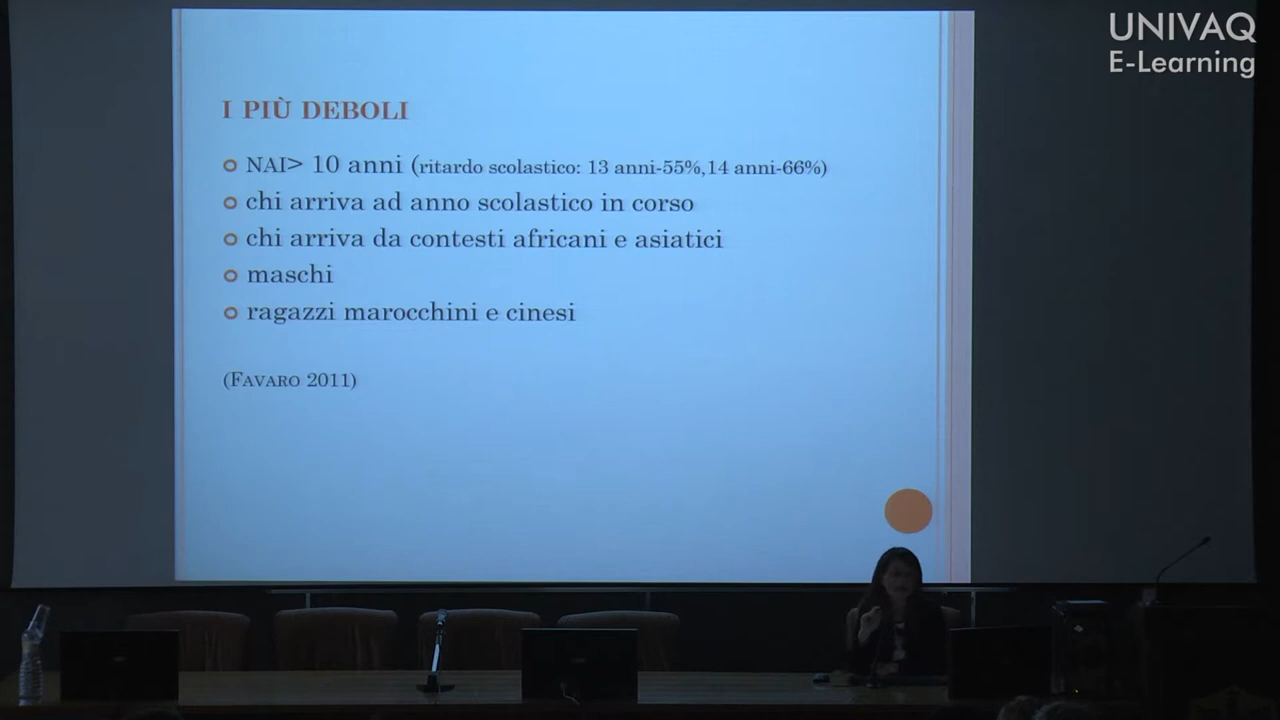 UNIVAQ
E-Learning
I PIÙ DEBOLI
NAI> 10 anni (ritardo scolastico: 13 anni-55%,14 anni-66%)
chi arriva ad anno scolastico in corso
chi arriva da contesti africani e asiatici
maschi
ragazzi marocchini e cinesi
(FAVARO 2011)